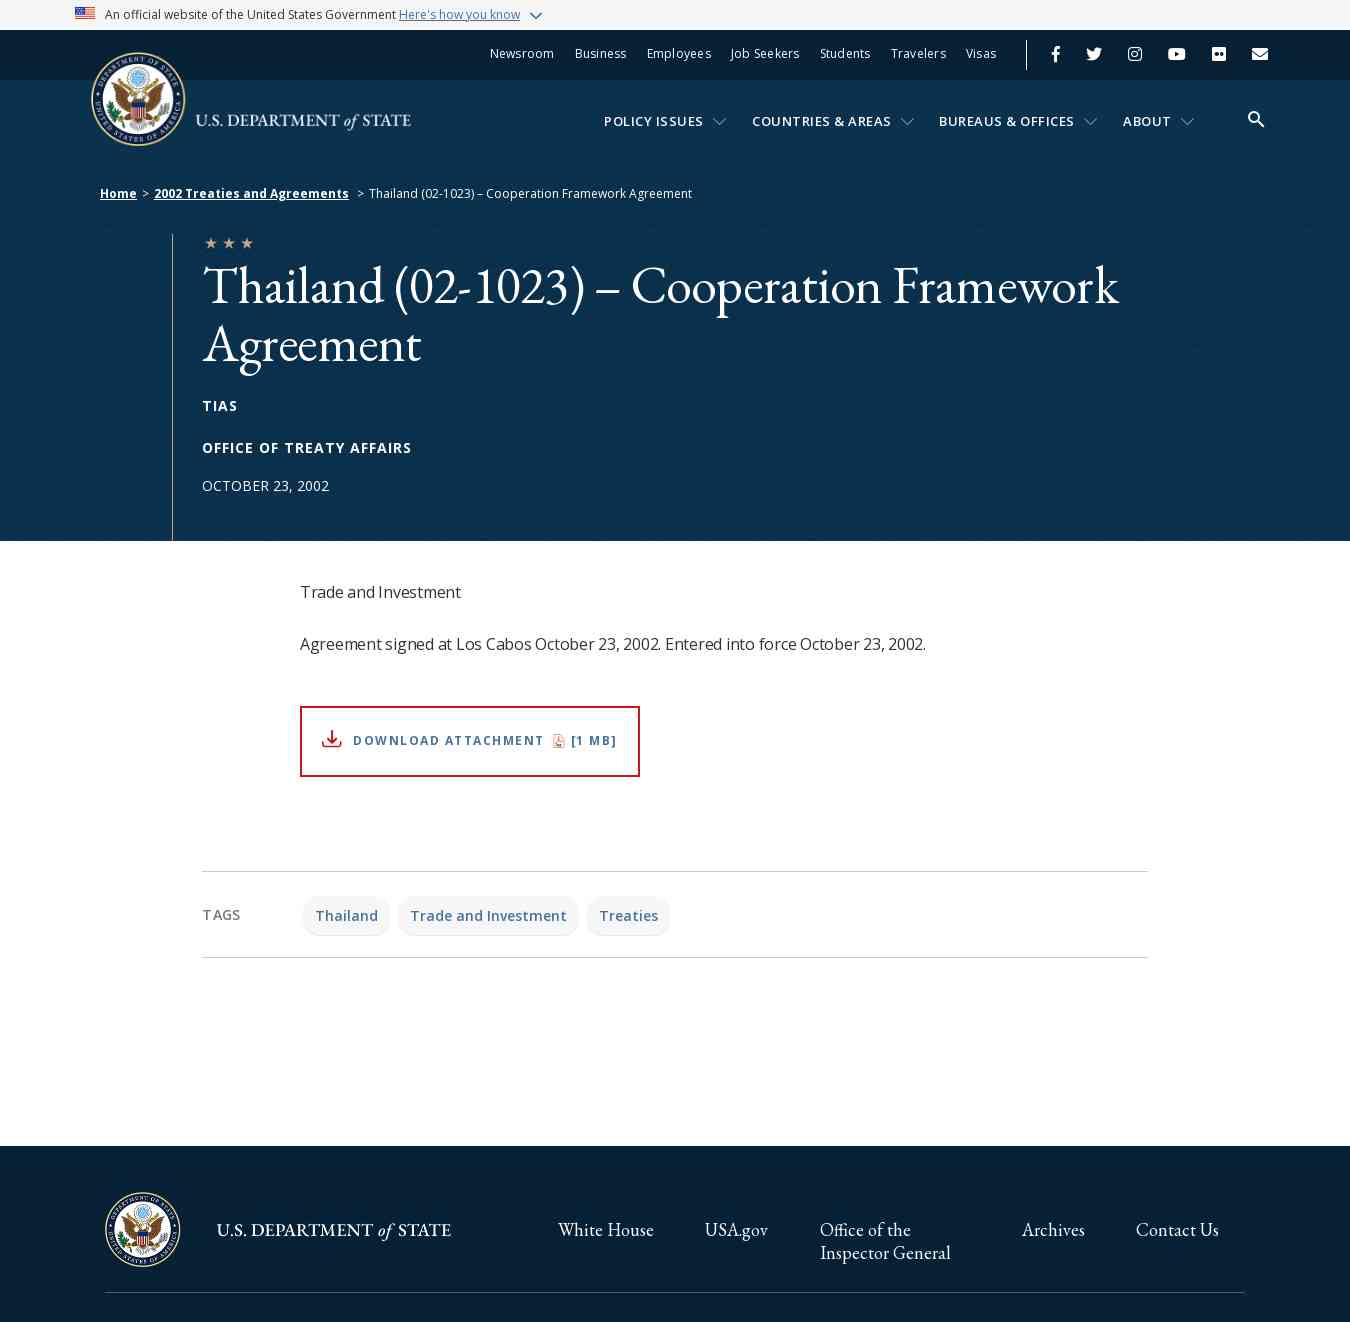 An official website of the United States Government Here's how you know
Newsroom Business Employees Job Seekers Students Travelers Visas
U.S. DEPARTMENT of STATE
POLICY ISSUES COUNTRIES & AREAS BUREAUS & OFFICES ABOUT
Home > 2002 Treaties and Agreements > Thailand (02-1023) – Cooperation Framework Agreement
Thailand (02-1023) – Cooperation Framework
Agreement
TIAS
OFFICE OF TREATY AFFAIRS
OCTOBER 23, 2002
Trade and Investment
Agreement signed at Los Cabos October 23, 2002. Entered into force October 23, 2002.
DOWNLOAD ATTACHMENT [1 MB]
TAGS Thailand Trade and Investment Treaties
U.S. DEPARTMENT of STATE
White House USA.gov Office of the Archives Contact Us
Inspector General